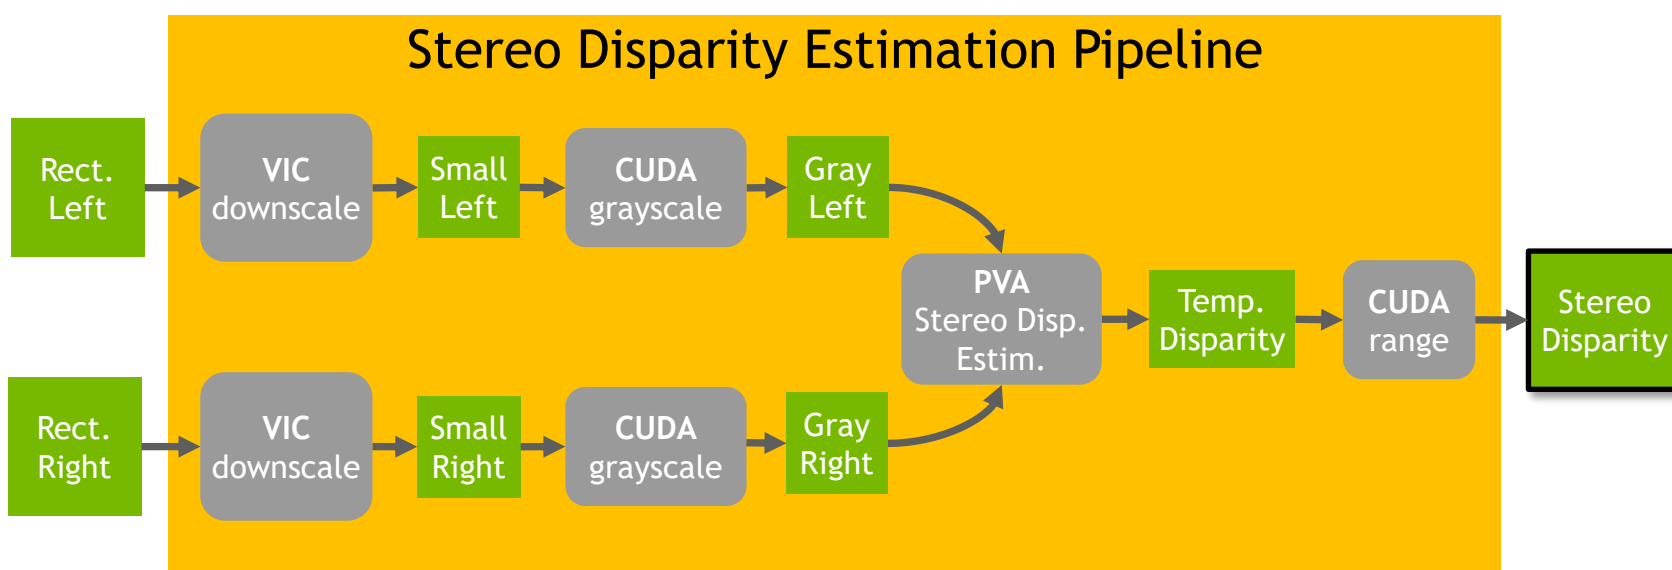 Stereo Disparity Estimation Pipeline
Rect.
Left
VIC
downscale
Small
Left
CUDA
grayscale
Gray
Left
PVA
Stereo Disp.
Estim.
Temp.
Disparity
CUDA
range
Stereo
Disparity
Rect.
Right
VIC
downscale
Small
Right
CUDA
grayscale
Gray
Right